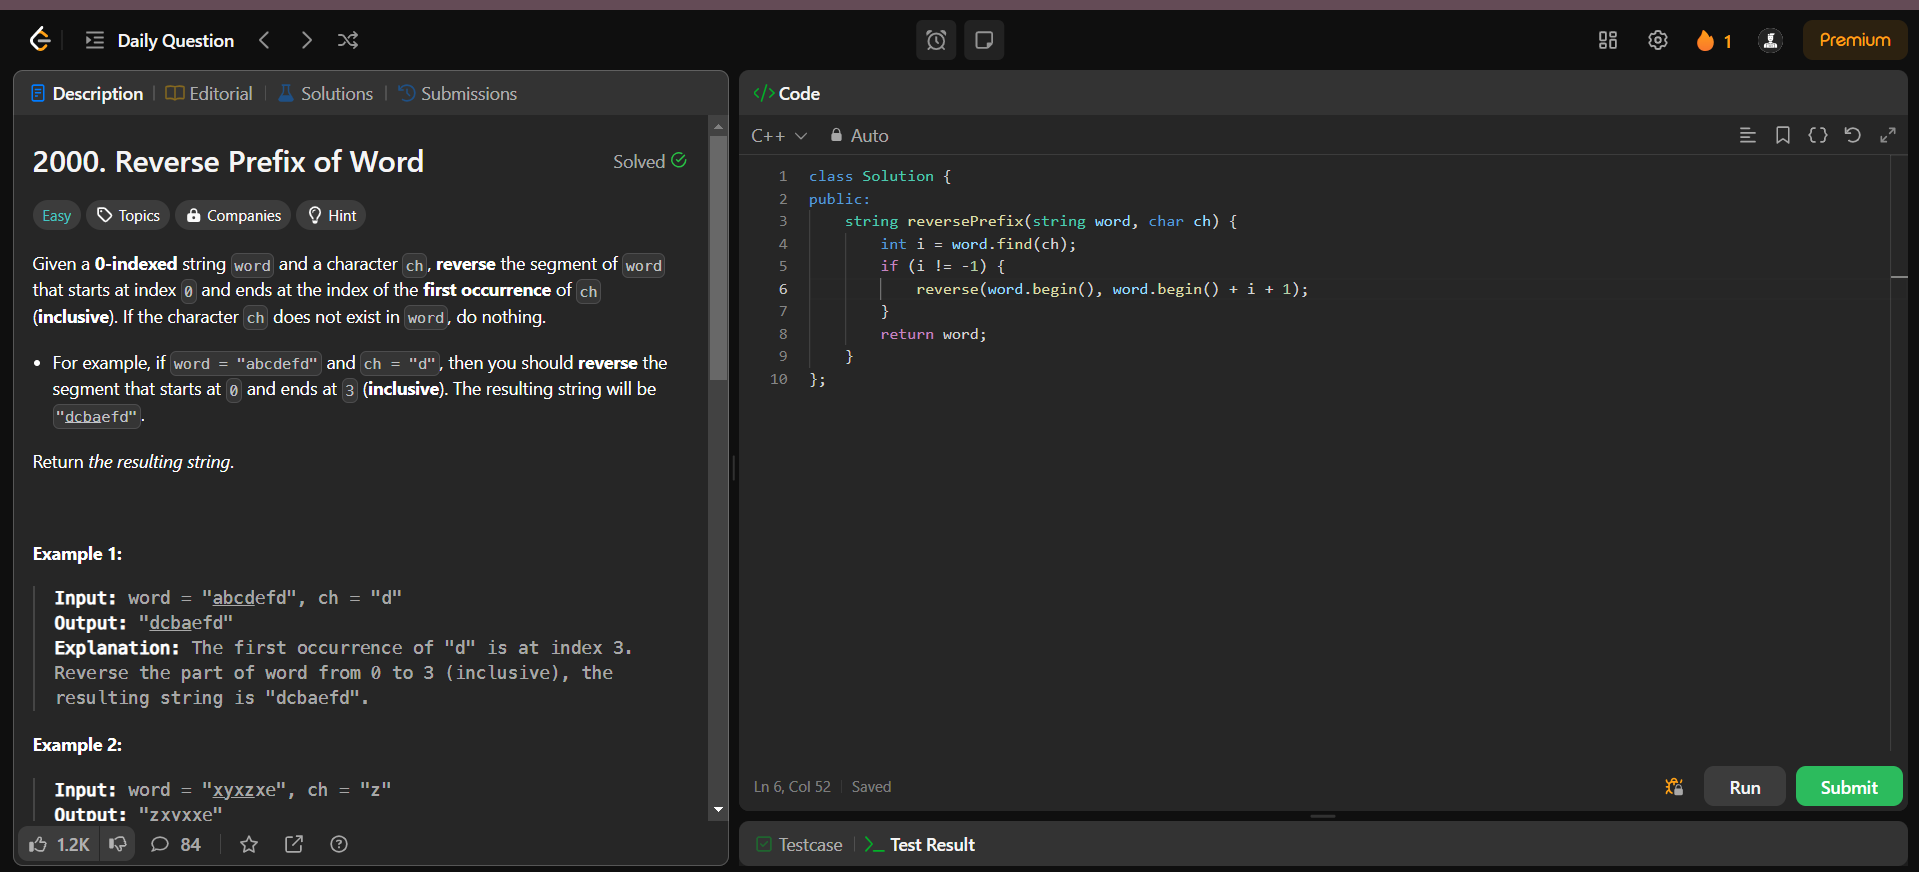 Daily Question
1
Premium
Description
Editorial
Solutions
Submissions
2000. Reverse Prefix of Word
Solved
Easy
Topics
Companies
Hint
Given a 0-indexed string word and a character ch, reverse the segment of word
that starts at index 0 and ends at the index of the first occurrence of ch
(inclusive). If the character ch does not exist in word, do nothing.
• For example, if word = "abcdefd" and ch = "d", then you should reverse the
segment that starts at 0 and ends at 3 (inclusive). The resulting string will be
"dcbaefd".
Return the resulting string.
Example 1:
Input: word = "abcdefd", ch = "d"
Output: "dcbaefd"
Explanation: The first occurrence of "d" is at index 3.
Reverse the part of word from 0 to 3 (inclusive), the
resulting string is "dcbaefd".
Example 2:
Input: word = "xyxzxe", ch = "z"
Output: "zxyxxe"
1.2K
84
</> Code
C++
Auto
1 class Solution {
2 public:
3 string reversePrefix(string word, char ch) {
4 int i = word.find(ch);
5 if (i != -1) {
6 reverse(word.begin(), word.begin() + i + 1);
7 }
8 return word;
9 }
10 };
Ln 6, Col 52
Saved
Run
Submit
Testcase
Test Result